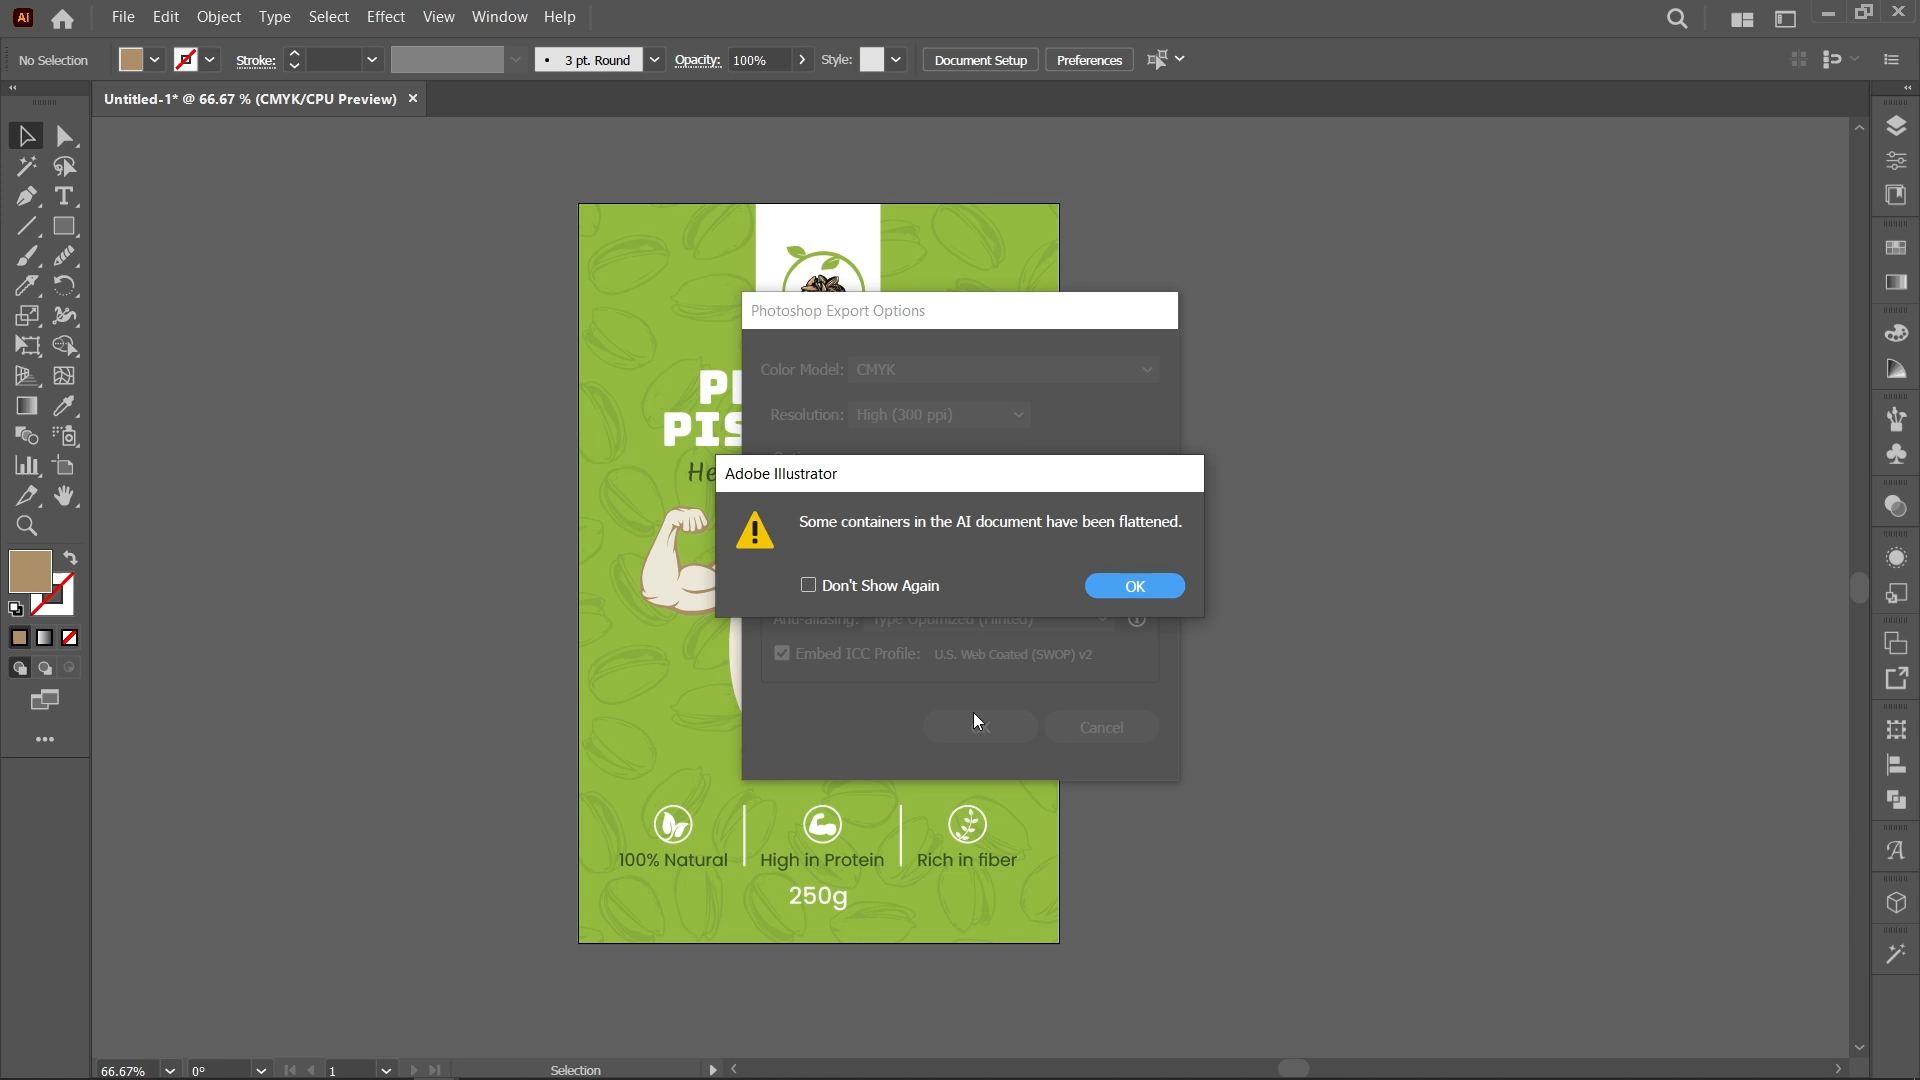 Ai File Edit Object Type Select Effect View Window Help
No Selection Stroke: 3 pt. Round Opacity: 100% Style: Document Setup Preferences
Untitled-1* @ 66.67 % (CMYK/CPU Preview)
Photoshop Export Options
Color Model: CMYK
Resolution: High (300 ppi)
Adobe Illustrator
Some containers in the AI document have been flattened.
Don't Show Again OK
Anti-aliasing: Type Optimized (Hinted)
Embed ICC Profile: U.S. Web Coated (SWOP) v2
OK Cancel
100% Natural High in Protein Rich in fiber
250g
66.67% 0° 1 Selection